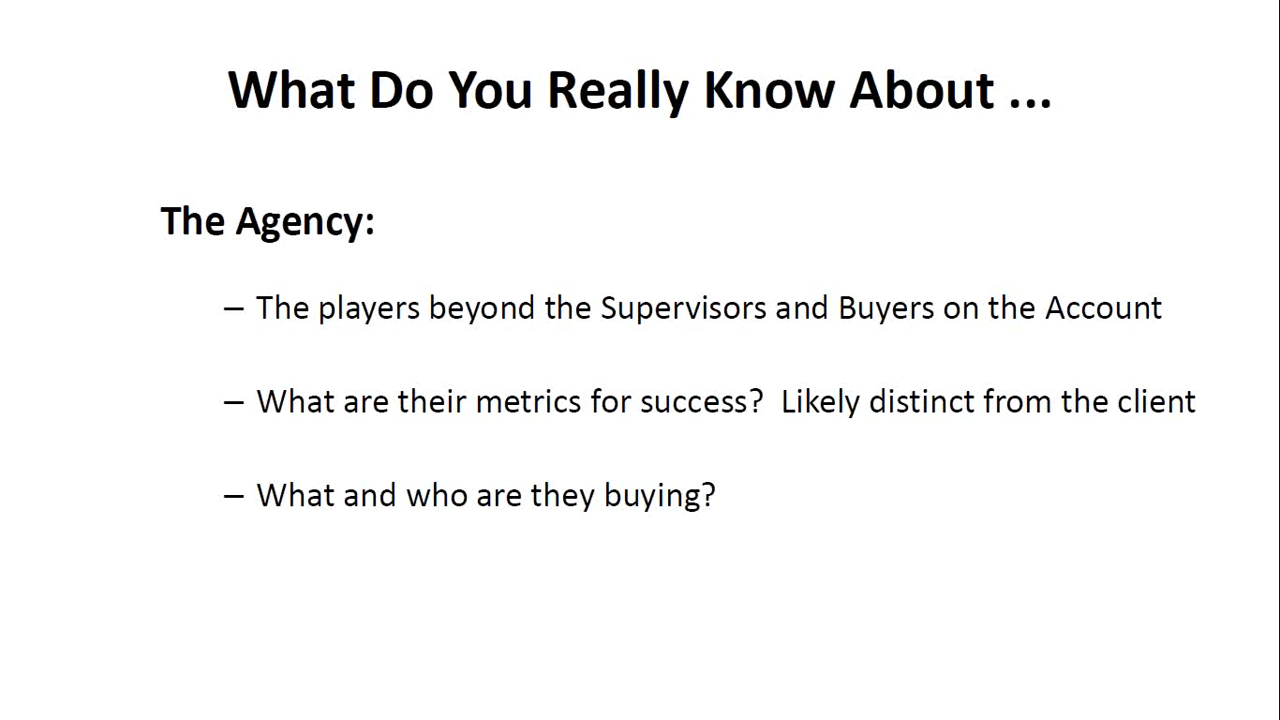 What Do You Really Know About ...
The Agency:
– The players beyond the Supervisors and Buyers on the Account
– What are their metrics for success?  Likely distinct from the client
– What and who are they buying?